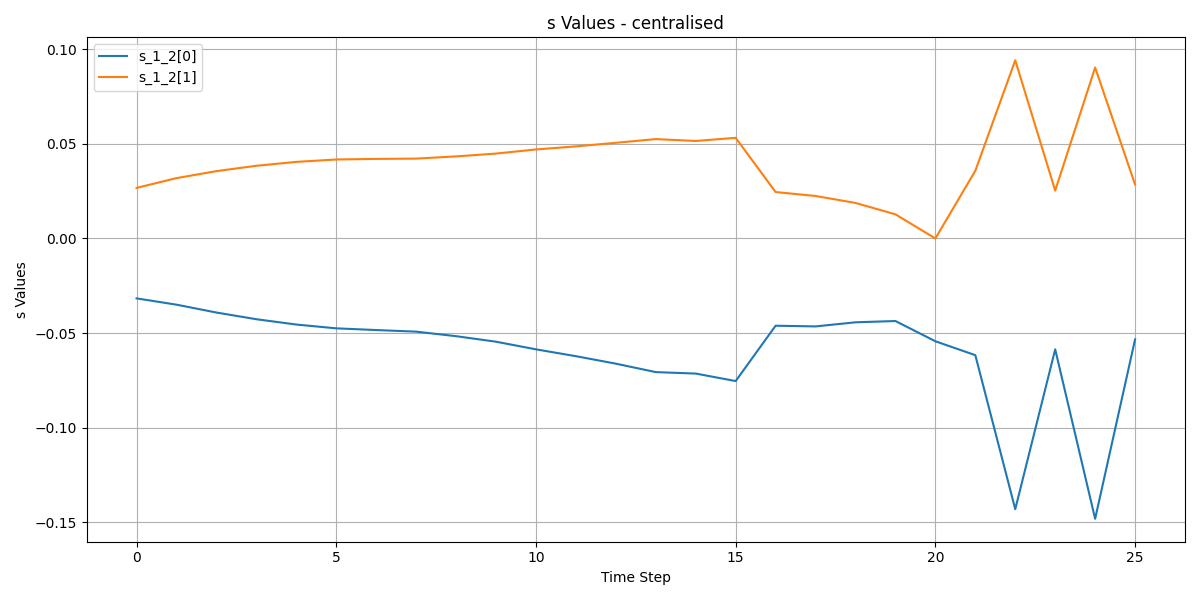 s Values - centralised
s_1_2[0]
s_1_2[1]
0.10
0.05
0.00
−0.05
−0.10
−0.15
s Values
0 5 10 15 20 25
Time Step